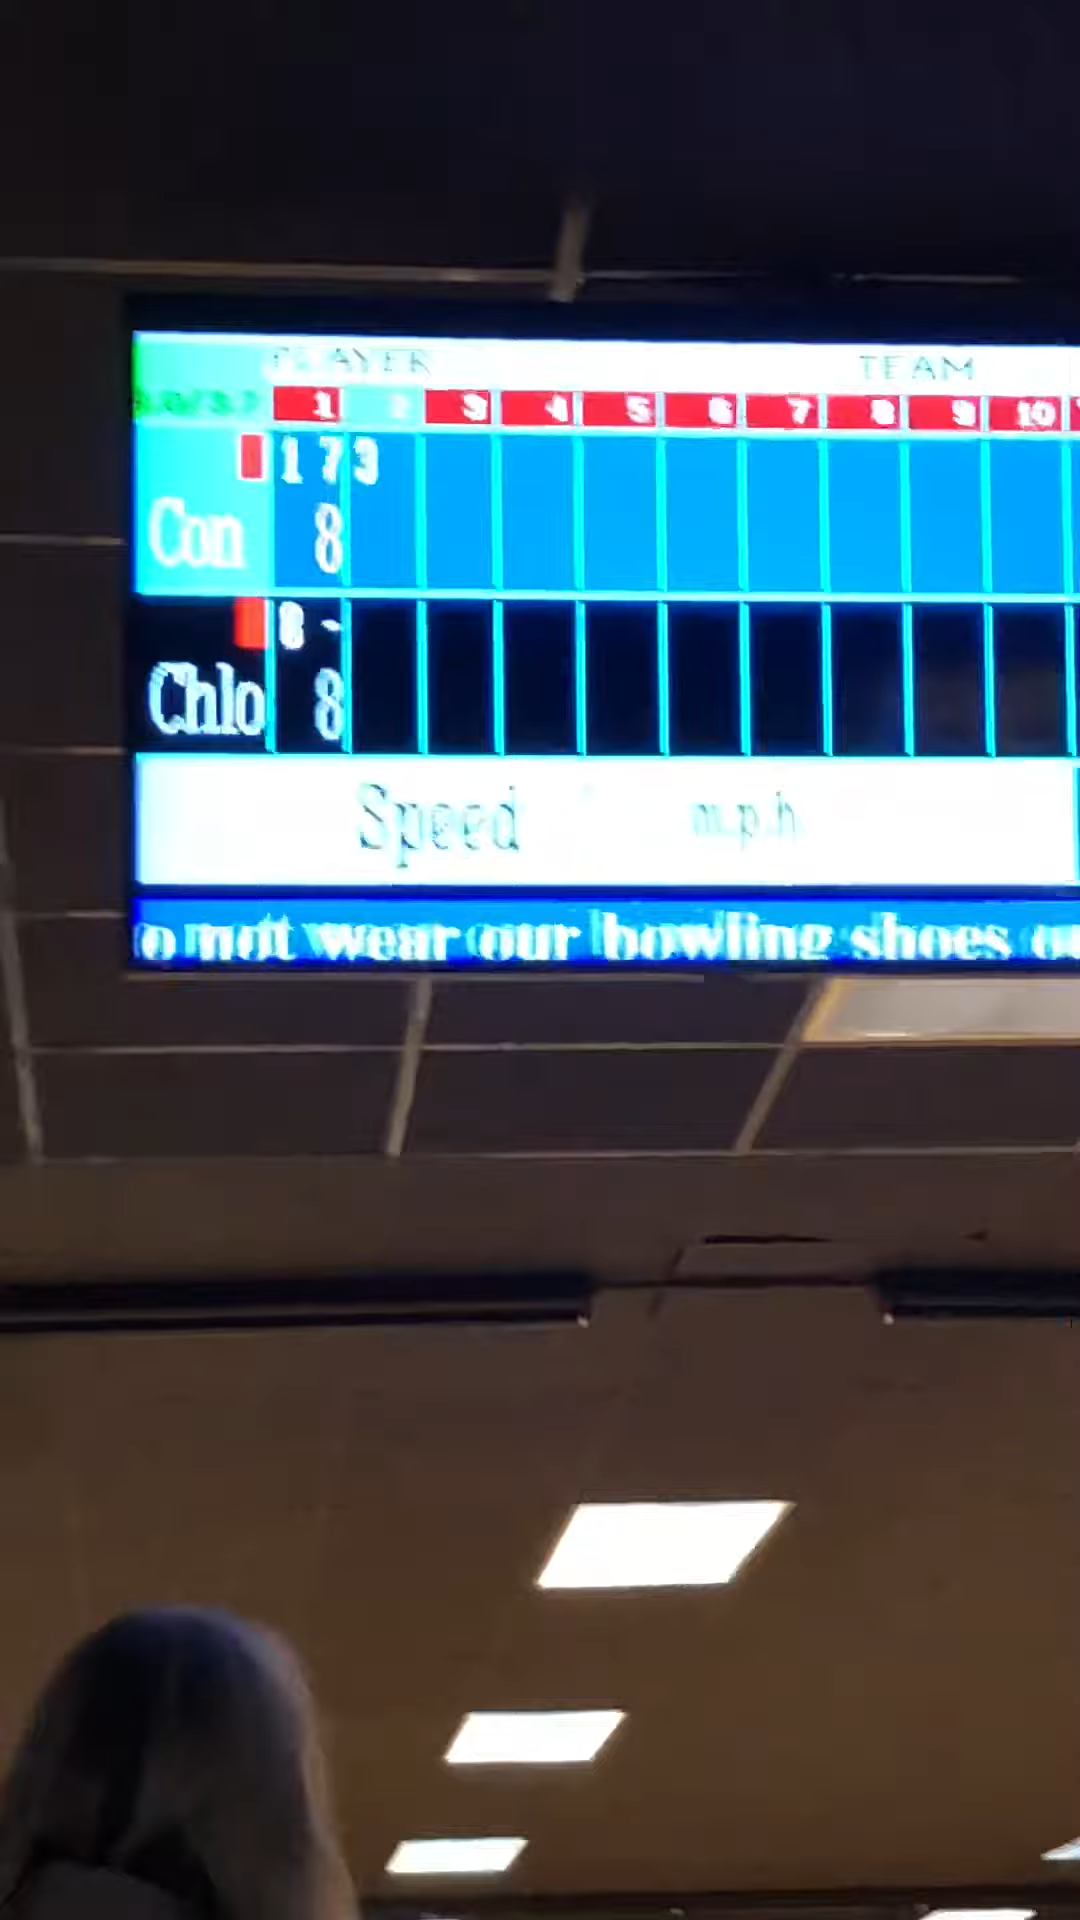 PLAYER TEAM
1 2 3 4 5 6 7 8 9 10
1 7 3
Con 8
8 -
Chlo 8
Speed m.p.h.
o not wear our bowling shoes